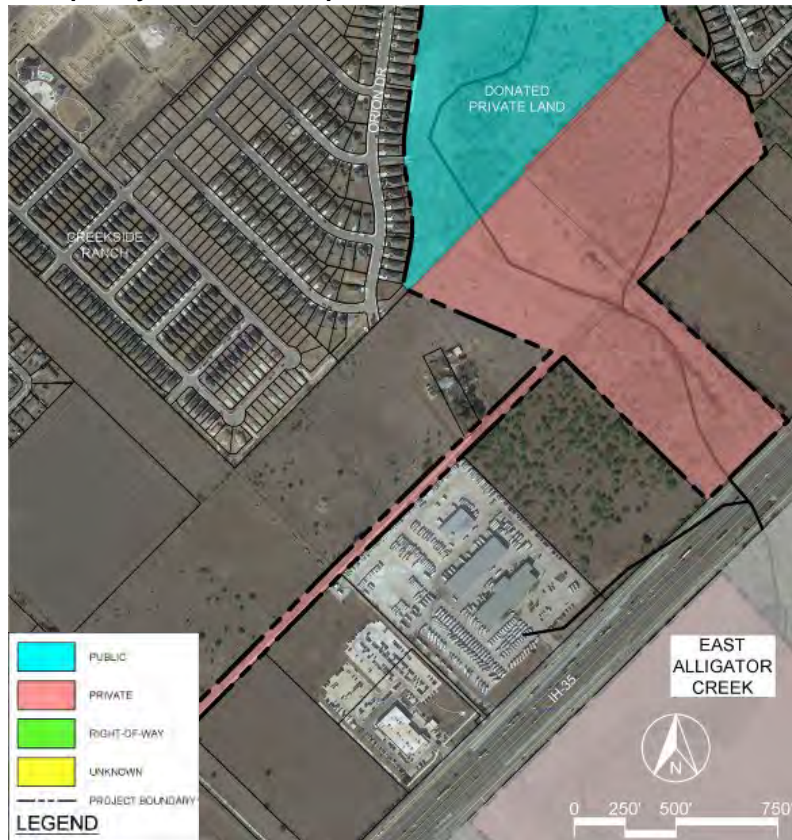 DONATED
PRIVATE LAND
ORION DR
CREEKSIDE
RANCH
IH-35
EAST
ALLIGATOR
CREEK
N
0 250' 500' 750'
PUBLIC
PRIVATE
RIGHT-OF-WAY
UNKNOWN
PROJECT BOUNDARY
LEGEND